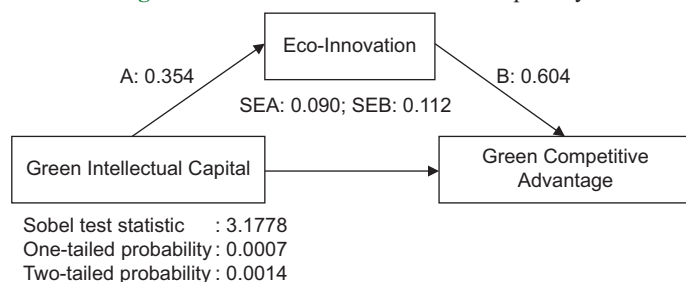 Eco-Innovation
A: 0.354
B: 0.604
SEA: 0.090; SEB: 0.112
Green Intellectual Capital
Green Competitive
Advantage
Sobel test statistic : 3.1778
One-tailed probability : 0.0007
Two-tailed probability : 0.0014